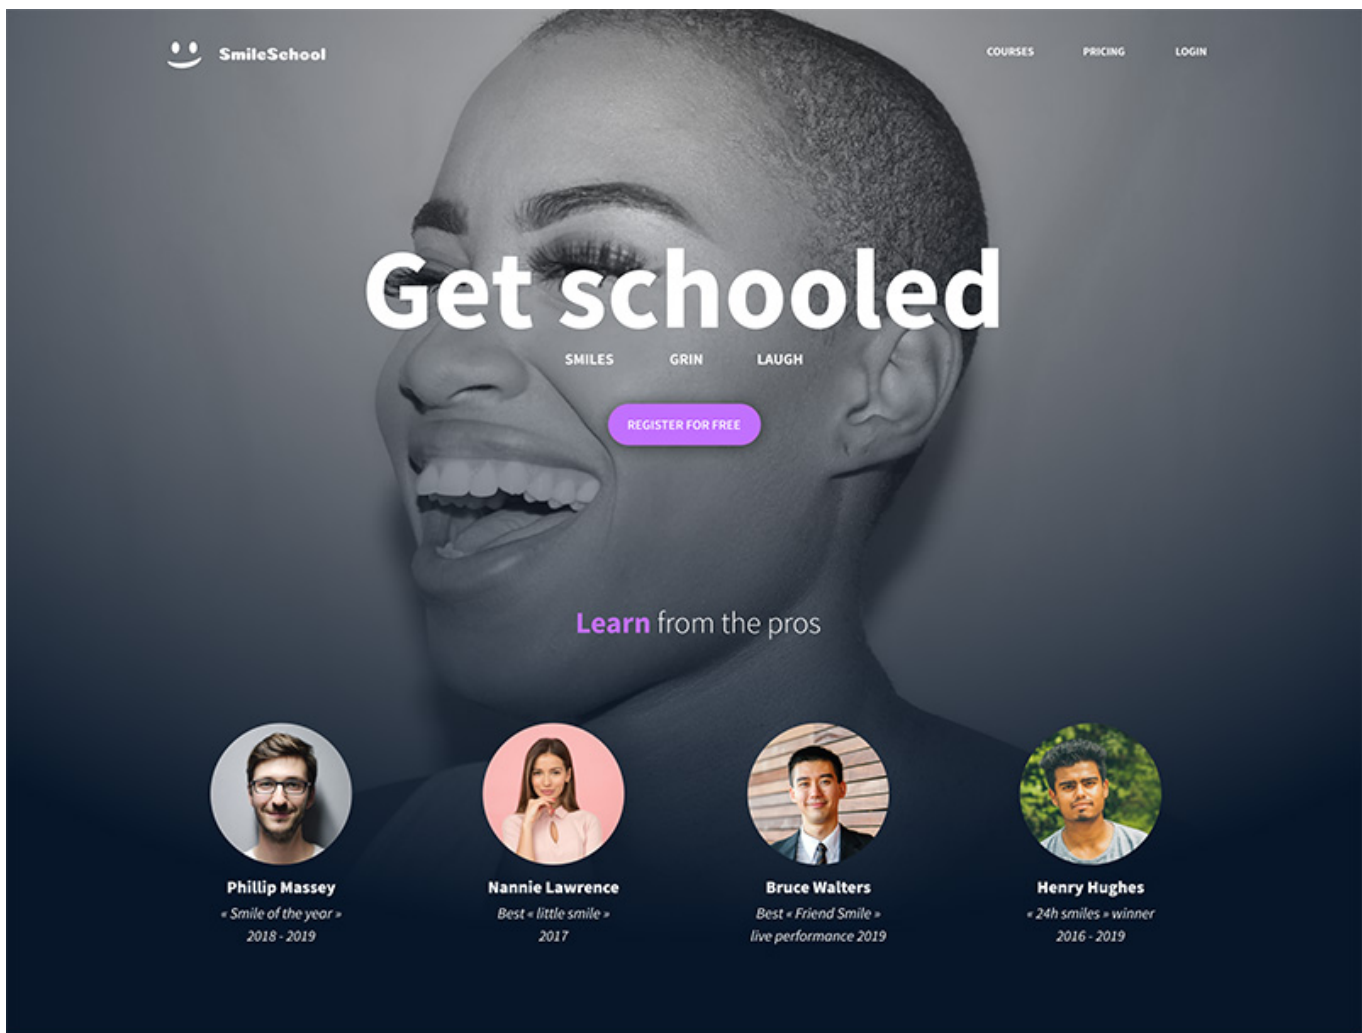 SmileSchool
COURSES PRICING LOGIN
Get schooled
SMILES GRIN LAUGH
REGISTER FOR FREE
Learn from the pros
Phillip Massey
« Smile of the year »
2018 - 2019
Nannie Lawrence
Best « little smile »
2017
Bruce Walters
Best « Friend Smile »
live performance 2019
Henry Hughes
« 24h smiles » winner
2016 - 2019